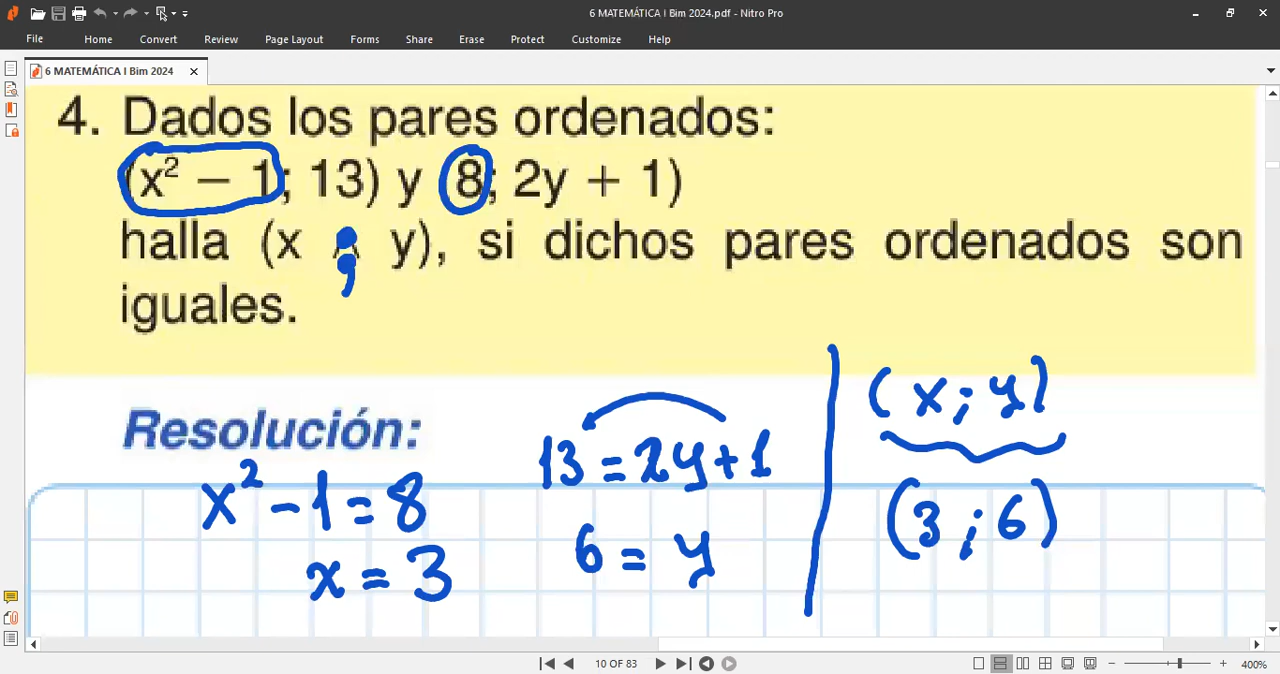 6 MATEMÁTICA I Bim 2024.pdf - Nitro Pro
File Home Convert Review Page Layout Forms Share Erase Protect Customize Help
6 MATEMÁTICA I Bim 2024
4. Dados los pares ordenados:
(x² − 1; 13) y 8; 2y + 1)
halla (x ; y), si dichos pares ordenados son
iguales.
Resolución:
x² - 1 = 8
x = 3
13 = 2y + 1
6 = y
(x; y)
(3; 6)
10 OF 83
400%